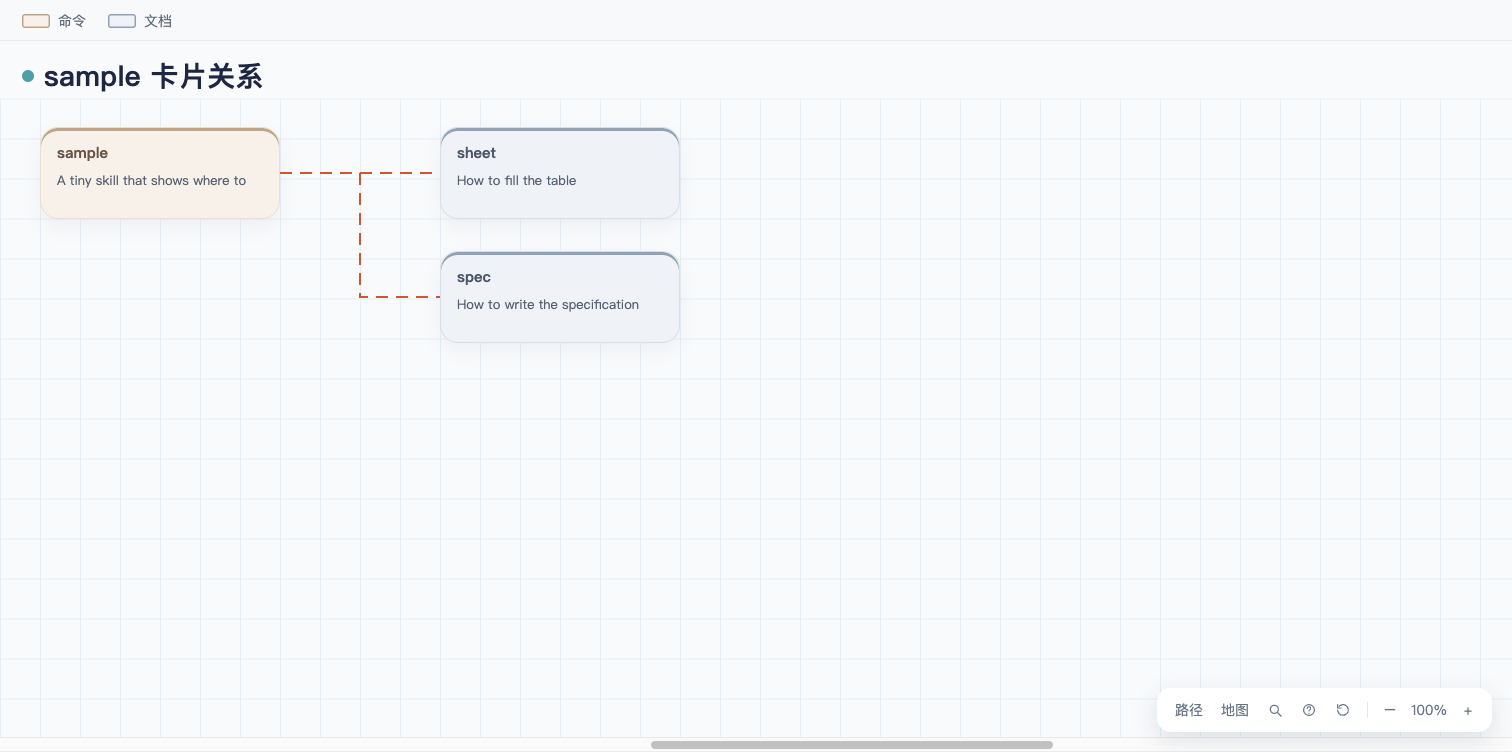 命令 文档
sample 卡片关系
sample
A tiny skill that shows where to
sheet
How to fill the table
spec
How to write the specification
路径 地图 100%